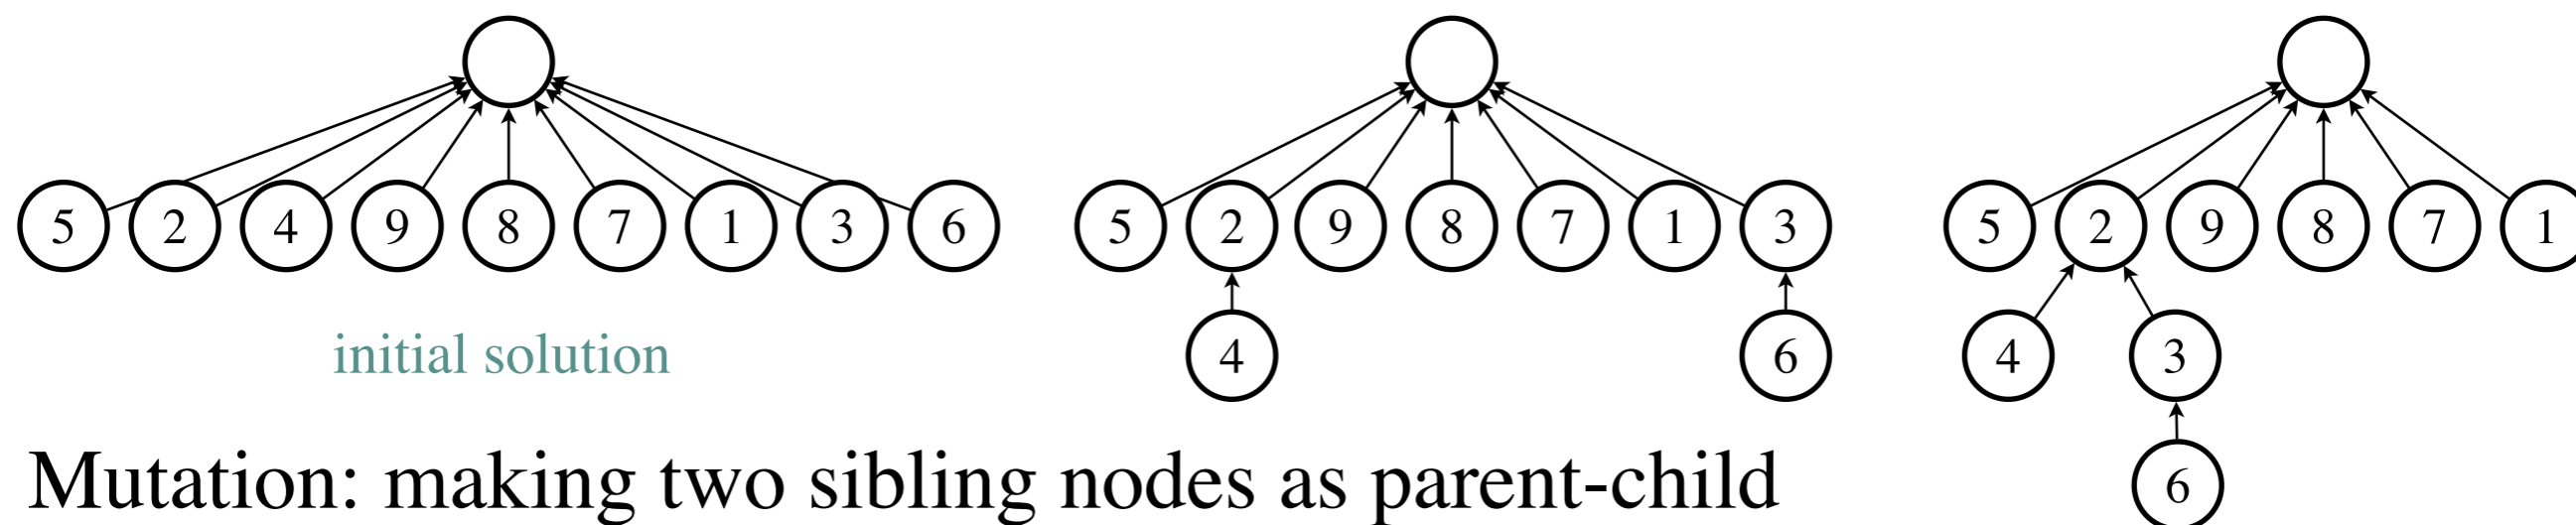 5 2 4 9 8 7 1 3 6
5 2 9 8 7 1 3
5 2 9 8 7 1
4
6
4 3
initial solution
6
Mutation: making two sibling nodes as parent-child